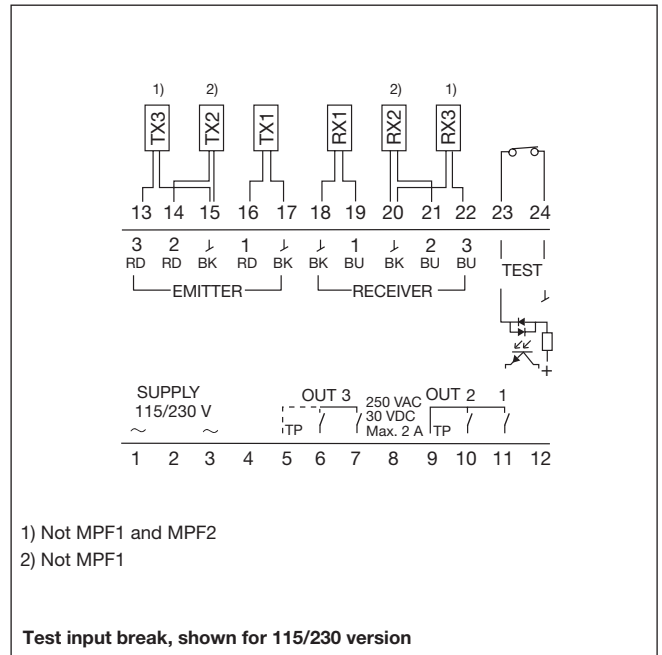 1) 2) 2) 1)
TX3 TX2 TX1 RX1 RX2 RX3
13 14 15 16 17 18 19 20 21 22 23 24
3 2 1 1 2 3
RD RD BK RD BK BK BU BK BU BU
TEST
EMITTER RECEIVER
+
SUPPLY
115/230 V
OUT 3 250 VAC OUT 2 1
30 VDC
~ ~ TP Max. 2 A TP
1 2 3 4 5 6 7 8 9 10 11 12
1) Not MPF1 and MPF2
2) Not MPF1
Test input break, shown for 115/230 version